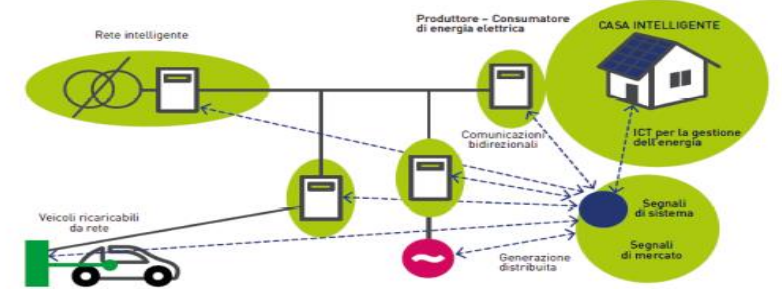 Rete intelligente
Produttore – Consumatore
di energia elettrica
CASA INTELLIGENTE
Comunicazioni
bidirezionali
ICT per la gestione
dell'energia
Veicoli ricaricabili
da rete
Segnali
di sistema
Segnali
di mercato
Generazione
distribuita